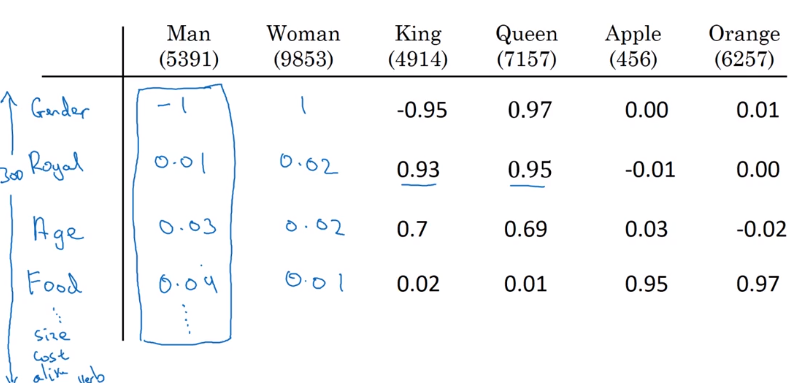 Man Woman King Queen Apple Orange
(5391) (9853) (4914) (7157) (456) (6257)
Gender -1 1 -0.95 0.97 0.00 0.01
300 Royal 0.01 0.02 0.93 0.95 -0.01 0.00
Age 0.03 0.02 0.7 0.69 0.03 -0.02
Food 0.04 0.01 0.02 0.01 0.95 0.97
size
cost
alive verb